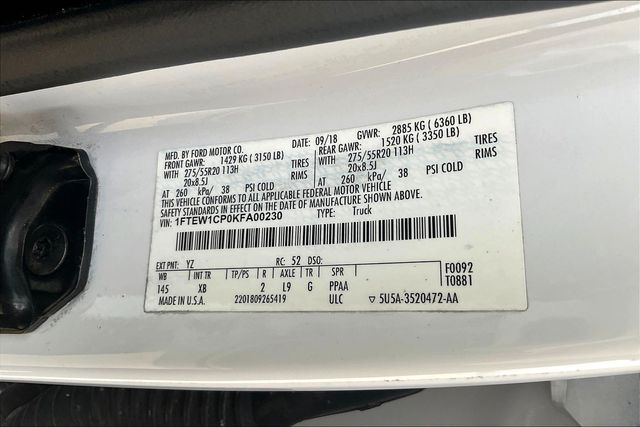 MFD. BY FORD MOTOR CO.
DATE: 09/18 GVWR: 2885 KG ( 6360 LB)
FRONT GAWR: 1429 KG ( 3150 LB)
REAR GAWR: 1520 KG ( 3350 LB)
WITH 275/55R20 113H TIRES
WITH 275/55R20 113H TIRES
20x8.5J RIMS
20x8.5J RIMS
AT 260 kPa/ 38 PSI COLD
AT 260 kPa/ 38 PSI COLD
THIS VEHICLE CONFORMS TO ALL APPLICABLE FEDERAL MOTOR VEHICLE
SAFETY STANDARDS IN EFFECT ON THE DATE OF MANUFACTURE SHOWN ABOVE.
VIN: 1FTEW1CP0KFA00230
TYPE: Truck
EXT PNT: YZ RC: 52 DSO:
WB INT TR TP/PS R AXLE TR SPR
145 XB 2 L9 G PPAA
F0092
T0881
MADE IN U.S.A. 2201809265419 ULC ▽ 5U5A-3520472-AA